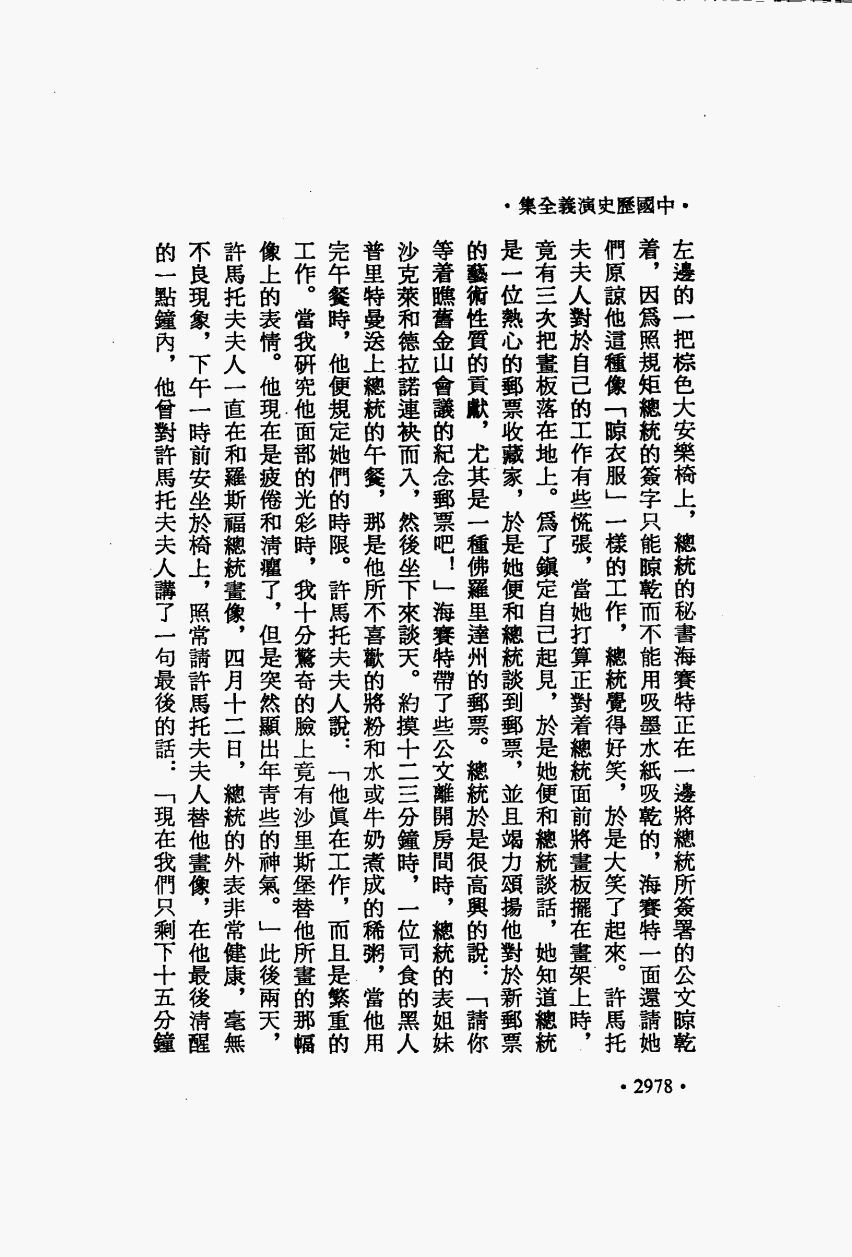 ·中國歷史演義全集·
左邊的一把棕色大安樂椅上，總統的秘書海賽特正在一邊將總統所簽署的公文晾乾
着，因爲照規矩總統的簽字只能晾乾而不能用吸墨水紙吸乾的，海賽特一面還請她
們原諒他這種像「晾衣服」一樣的工作，總統覺得好笑，於是大笑了起來。許馬托
夫夫人對於自己的工作有些慌張，當她打算正對着總統面前將畫板擺在畫架上時，
竟有三次把畫板落在地上。爲了鎭定自己起見，於是她便和總統談話，她知道總統
是一位熱心的郵票收藏家，於是她便和總統談到郵票，並且竭力頌揚他對於新郵票
的藝術性質的貢獻，尤其是一種佛羅里達州的郵票。總統於是很高興的說：「請你
等着瞧舊金山會議的紀念郵票吧！」海賽特帶了些公文離開房間時，總統的表姐妹
沙克萊和德拉諾連袂而入，然後坐下來談天。約摸十二三分鐘時，一位司食的黑人
普里特曼送上總統的午餐，那是他所不喜歡的將粉和水或牛奶煮成的稀粥，當他用
完午餐時，他便規定她們的時限。許馬托夫夫人說：「他眞在工作，而且是繁重的
工作。當我研究他面部的光彩時，我十分驚奇的臉上竟有沙里斯堡替他所畫的那幅
像上的表情。他現在是疲倦和淸癯了，但是突然顯出年靑些的神氣。」此後兩天，
許馬托夫夫人一直在和羅斯福總統畫像，四月十二日，總統的外表非常健康，毫無
不良現象，下午一時前安坐於椅上，照常請許馬托夫夫人替他畫像，在他最後淸醒
的一點鐘內，他曾對許馬托夫夫人講了一句最後的話：「現在我們只剩下十五分鐘
·2978·